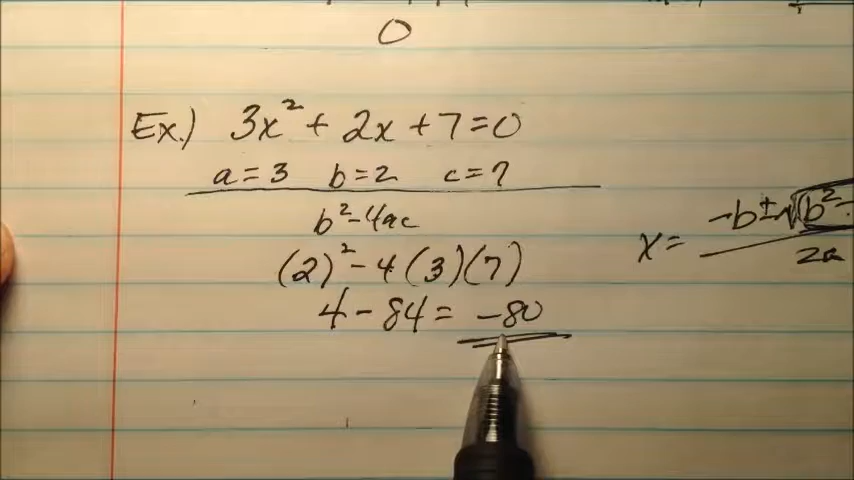 0
Ex.) 3x² + 2x + 7 = 0
a = 3 b = 2 c = 7
b² - 4ac
(2)² - 4(3)(7)
4 - 84 = -80
x = -b ± √(b² -
2a